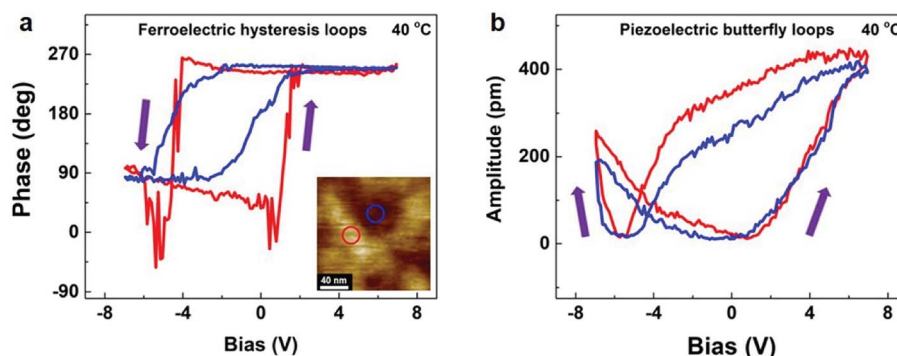 a
Ferroelectric hysteresis loops 40 °C
270
180
90
0
-90
Phase (deg)
-8 -4 0 4 8
Bias (V)
40 nm
b
Piezoelectric butterfly loops 40 °C
400
200
0
Amplitude (pm)
-8 -4 0 4 8
Bias (V)